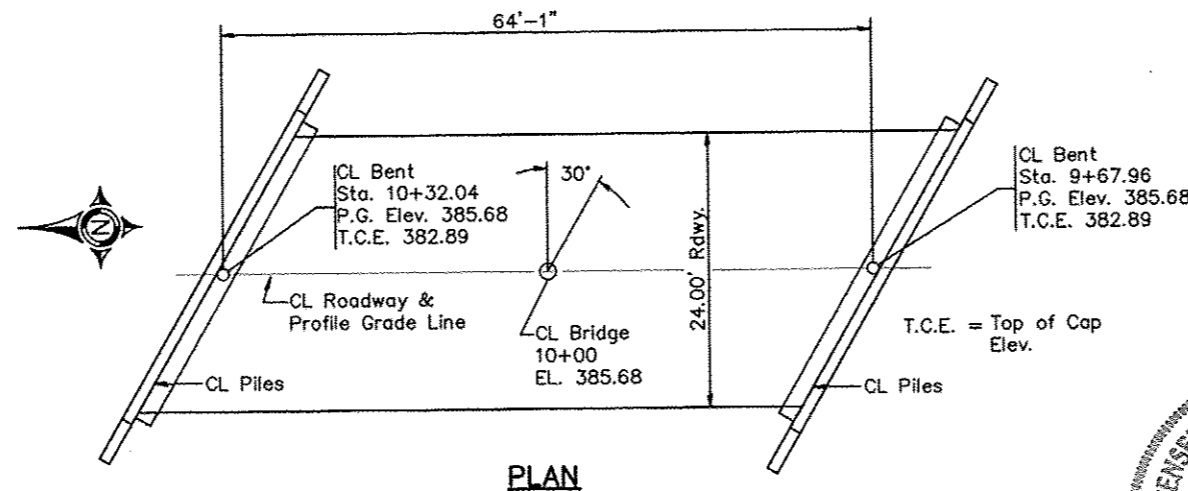 64'-1"
CL Bent
Sta. 10+32.04
P.G. Elev. 385.68
T.C.E. 382.89
30°
CL Bent
Sta. 9+67.96
P.G. Elev. 385.68
T.C.E. 382.89
N
24.00' Rdwy.
CL Roadway &
Profile Grade Line
CL Bridge
10+00
EL. 385.68
T.C.E. = Top of Cap
Elev.
CL Piles
CL Piles
PLAN
ENSE